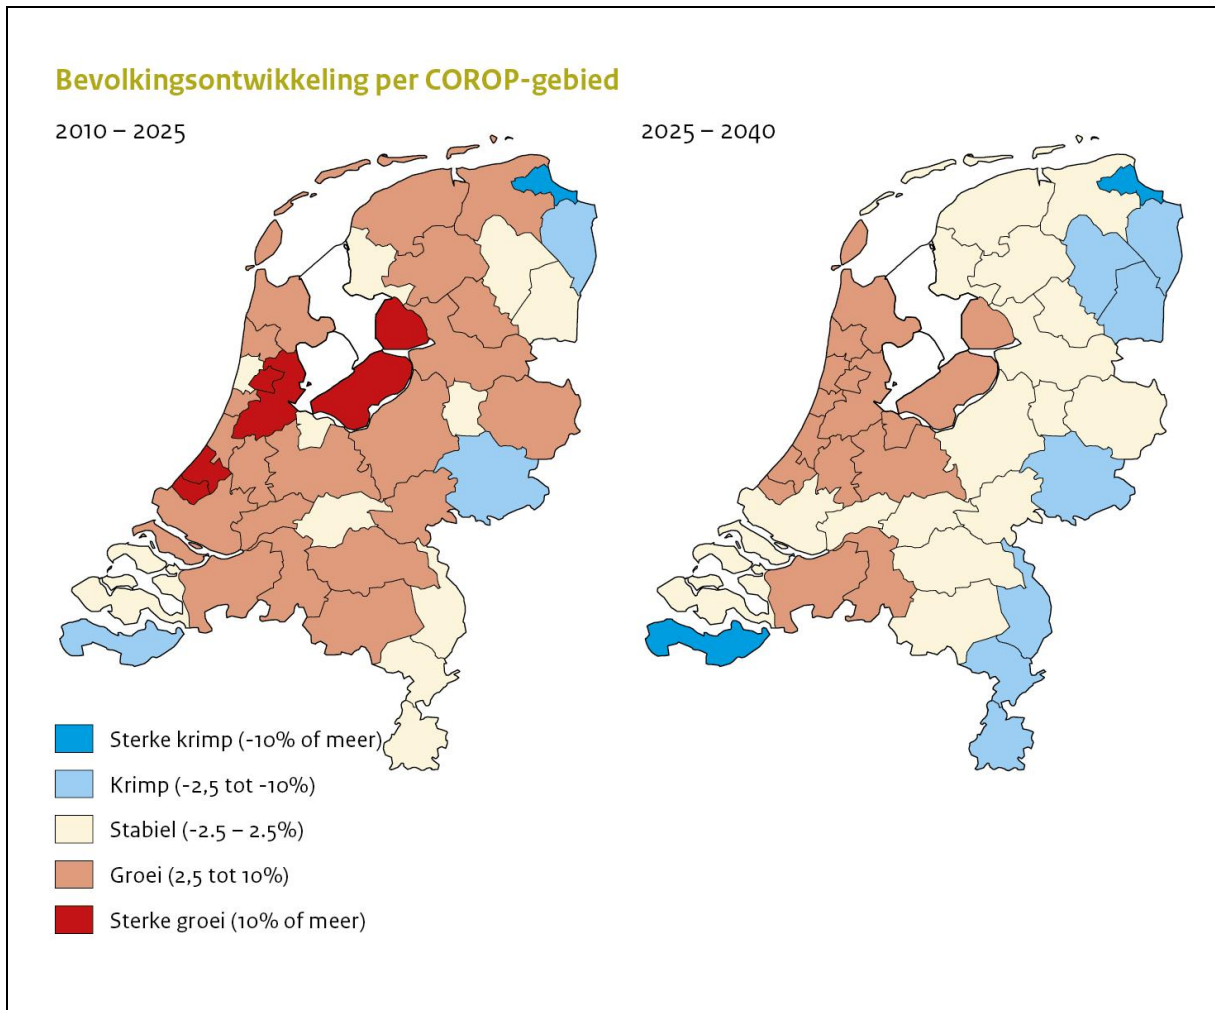 Bevolkingsontwikkeling per COROP-gebied
2010 – 2025
2025 – 2040
Sterke krimp (-10% of meer)
Krimp (-2,5 tot -10%)
Stabiel (-2.5 – 2.5%)
Groei (2,5 tot 10%)
Sterke groei (10% of meer)